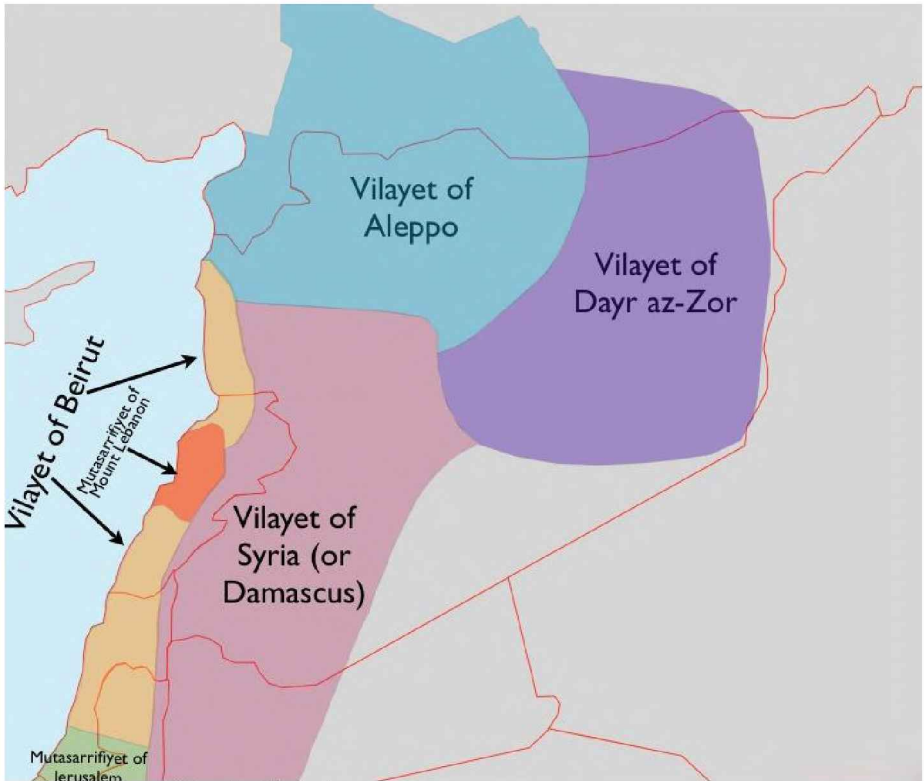 Vilayet of
Aleppo
Vilayet of
Dayr az-Zor
Vilayet of Beirut
Mutasarrifiyet of
Mount Lebanon
Vilayet of
Syria (or
Damascus)
Mutasarrifiyet of
Jerusalem